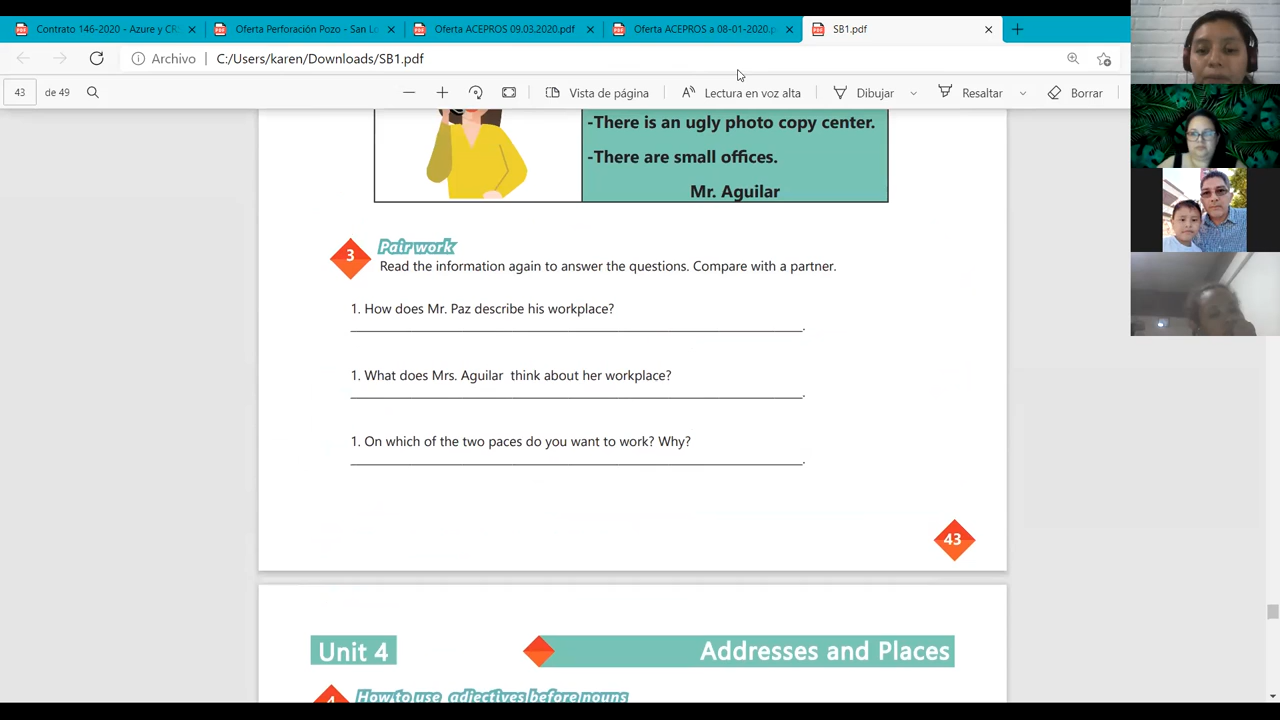 Contrato 146-2020 - Azure y CR
Oferta Perforación Pozo - San Lo
Oferta ACEPROS 09.03.2020.pdf
Oferta ACEPROS a 08-01-2020.p
SB1.pdf
Archivo
C:/Users/karen/Downloads/SB1.pdf
43
de 49
Vista de página
Lectura en voz alta
Dibujar
Resaltar
Borrar
-There is an ugly photo copy center.
-There are small offices.
Mr. Aguilar
3
Pair work
Read the information again to answer the questions. Compare with a partner.
1. How does Mr. Paz describe his workplace?
1. What does Mrs. Aguilar think about her workplace?
1. On which of the two paces do you want to work? Why?
43
Unit 4
Addresses and Places
4
How to use adjectives before nouns